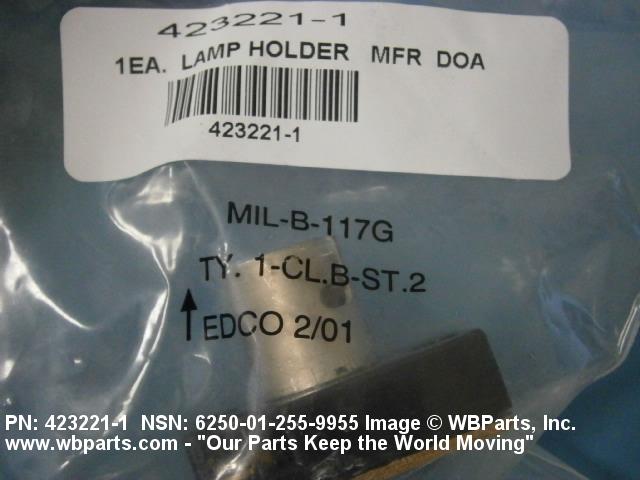 423221-1
1EA. LAMP HOLDER MFR DOA
423221-1
MIL-B-117G
TY. 1-CL.B-ST.2
EDCO 2/01
PN: 423221-1 NSN: 6250-01-255-9955 Image © WBParts, Inc.
www.wbparts.com - "Our Parts Keep the World Moving"